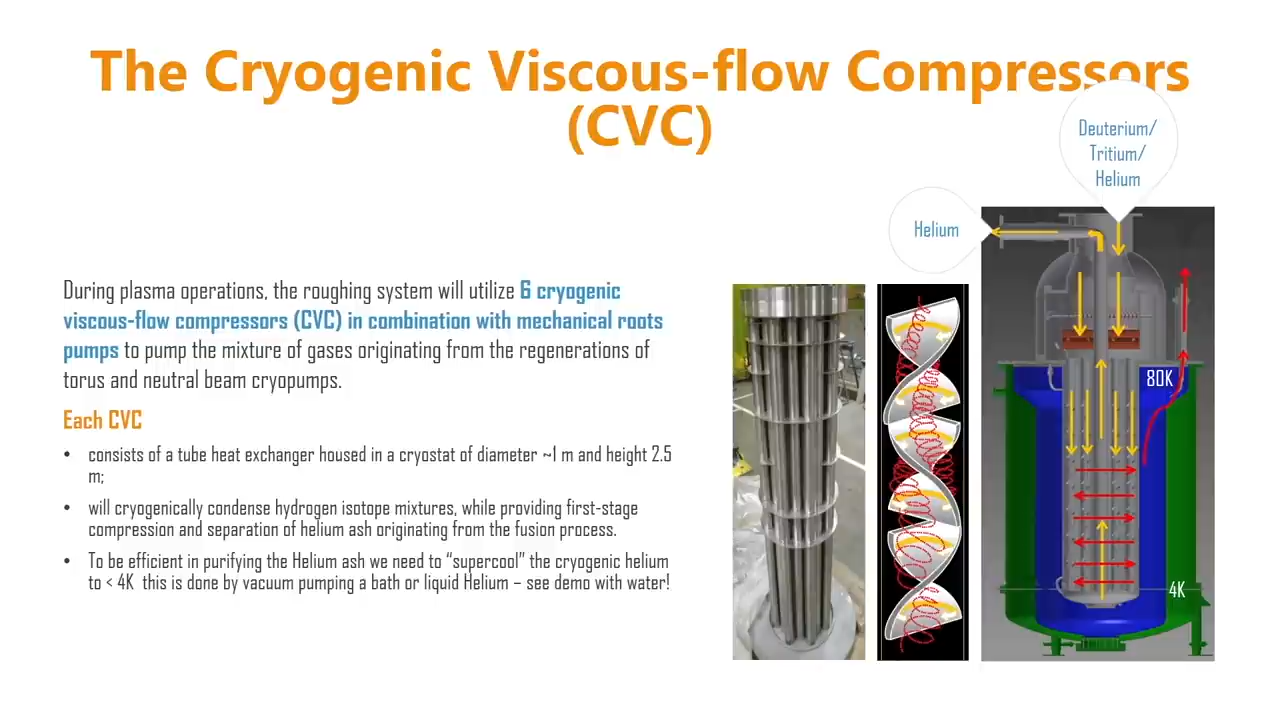 The Cryogenic Viscous-flow Compressors
(CVC)
Deuterium/
Tritium/
Helium
Helium
During plasma operations, the roughing system will utilize 6 cryogenic
viscous-flow compressors (CVC) in combination with mechanical roots
pumps to pump the mixture of gases originating from the regenerations of
torus and neutral beam cryopumps.
Each CVC
• consists of a tube heat exchanger housed in a cryostat of diameter ~1 m and height 2.5
m;
• will cryogenically condense hydrogen isotope mixtures, while providing first-stage
compression and separation of helium ash originating from the fusion process.
• To be efficient in purifying the Helium ash we need to “supercool” the cryogenic helium
to < 4K this is done by vacuum pumping a bath or liquid Helium – see demo with water!
80K
4K